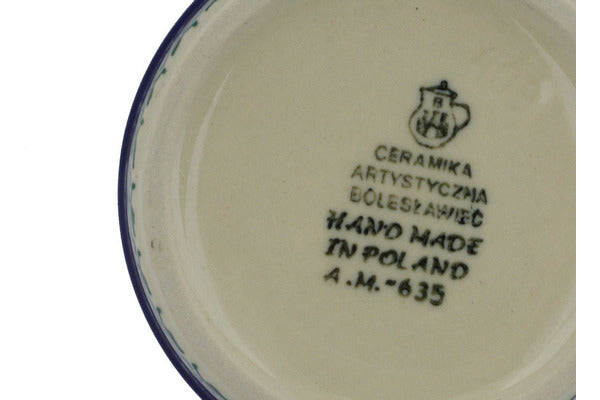 B
CERAMIKA
ARTYSTYCZNA
BOLESŁAWIEC
HAND MADE
IN POLAND
A.M.-635